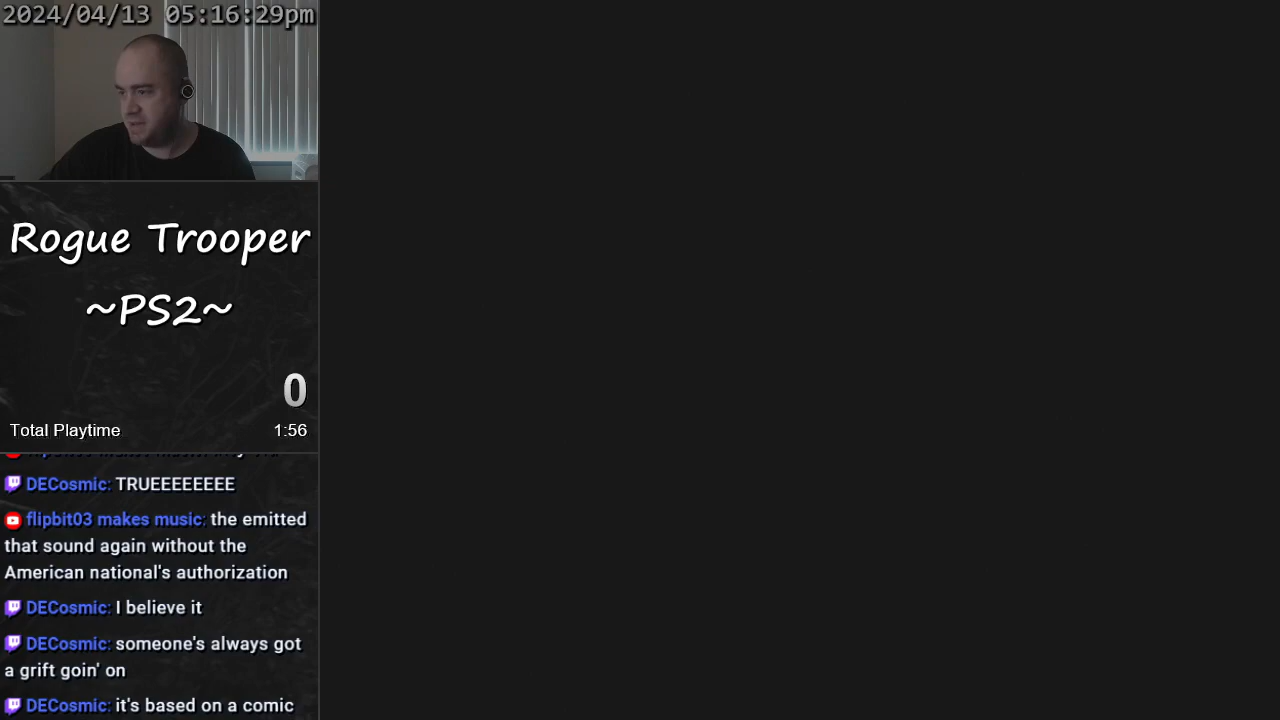 2024/04/13 05:16:29pm
Rogue Trooper
~PS2~
0
Total Playtime 1:56
DECosmic: TRUEEEEEEEE
flipbit03 makes music: the emitted
that sound again without the
American national's authorization
DECosmic: I believe it
DECosmic: someone's always got
a grift goin' on
DECosmic: it's based on a comic